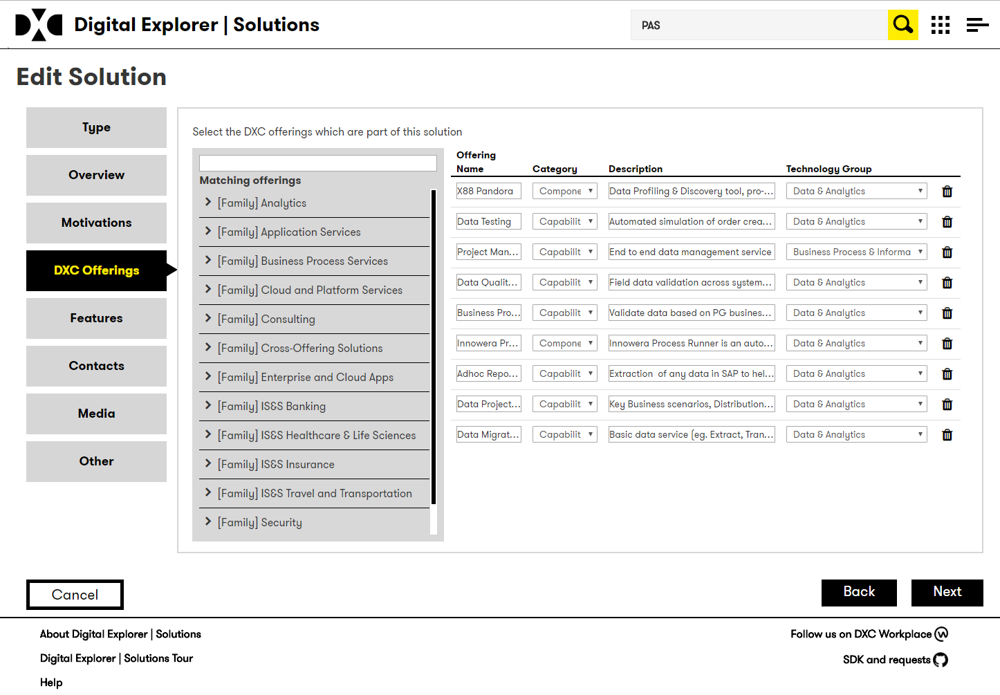 DXC Digital Explorer | Solutions
PAS
Edit Solution
Type
Overview
Motivations
DXC Offerings
Features
Contacts
Media
Other
Select the DXC offerings which are part of this solution
Matching offerings
[Family] Analytics
[Family] Application Services
[Family] Business Process Services
[Family] Cloud and Platform Services
[Family] Consulting
[Family] Cross-Offering Solutions
[Family] Enterprise and Cloud Apps
[Family] IS&S Banking
[Family] IS&S Healthcare & Life Sciences
[Family] IS&S Insurance
[Family] IS&S Travel and Transportation
[Family] Security
Offering
Name Category Description Technology Group
X88 Pandora Compone Data Profiling & Discovery tool, pro-... Data & Analytics
Data Testing Capabilit Automated simulation of order crea... Data & Analytics
Project Man... Capabilit End to end data management service Business Process & Informa
Data Qualit... Capabilit Field data validation across system... Data & Analytics
Business Pro... Capabilit Validate data based on PG busines... Data & Analytics
Innowera Pr... Compone Innowera Process Runner is an auto... Data & Analytics
Adhoc Repo... Capabilit Extraction of any data in SAP to hel... Data & Analytics
Data Project... Capabilit Key Business scenarios, Distribution... Data & Analytics
Data Migrat... Capabilit Basic data service (eg. Extract, Tran... Data & Analytics
Cancel
Back
Next
About Digital Explorer | Solutions
Digital Explorer | Solutions Tour
Help
Follow us on DXC Workplace
SDK and requests